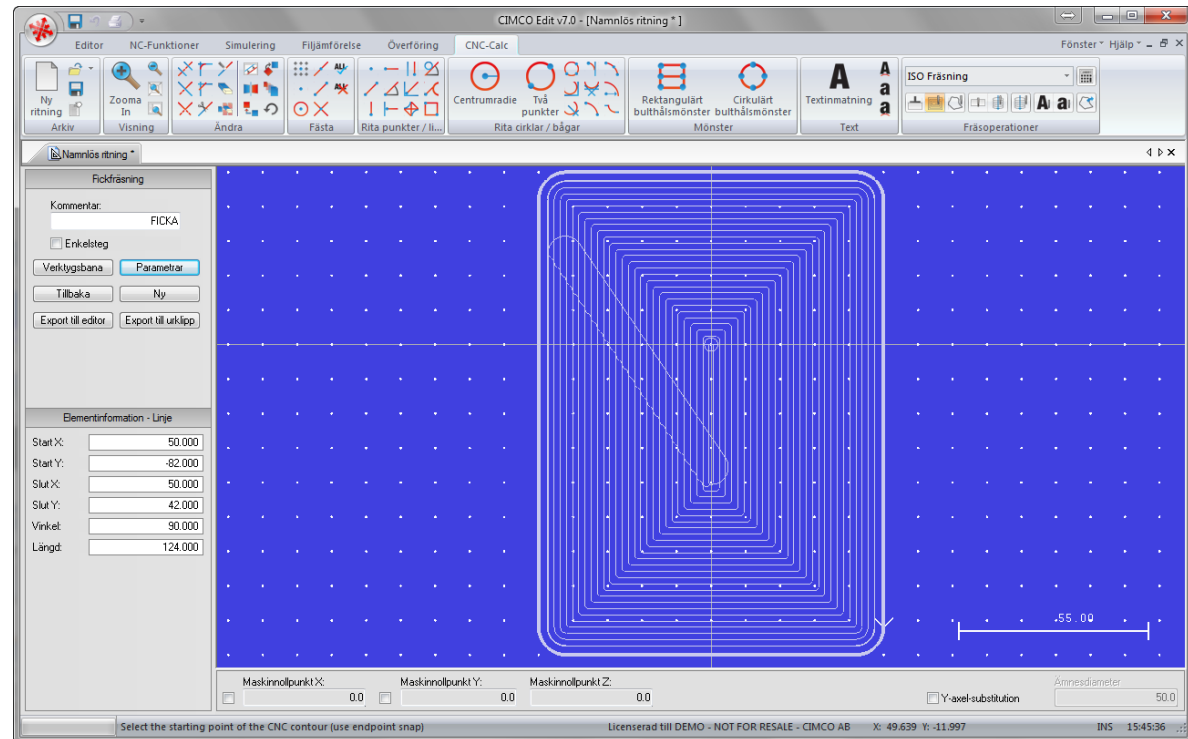 CIMCO Edit v7.0 - [Namnlös ritning * ]
Editor NC-Funktioner Simulering Filjämförelse Överföring CNC-Calc Fönster Hjälp
Ny ritning
Zooma In
Centrumradie
Två punkter
Rektangulärt bulthålsmönster
Cirkulärt bulthålsmönster
Textinmatning
ISO Fräsning
Arkiv Visning Ändra Fästa Rita punkter / li... Rita cirklar / bågar Mönster Text Fräsoperationer
Namnlös ritning *
Fickfräsning
Kommentar:
FICKA
Enkelsteg
Verktygsbana Parametrar
Tillbaka Ny
Export till editor Export till urklipp
Elementinformation - Linje
Start X: 50.000
Start Y: -82.000
Slut X: 50.000
Slut Y: 42.000
Vinkel: 90.000
Längd: 124.000
55.00
Maskinnollpunkt X: Maskinnollpunkt Y: Maskinnollpunkt Z: Ämnesdiameter
0.0 0.0 0.0 Y-axel-substitution 50.0
Select the starting point of the CNC contour (use endpoint snap) Licenserad till DEMO - NOT FOR RESALE - CIMCO AB X: 49.639 Y: -11.997 INS 15:45:36